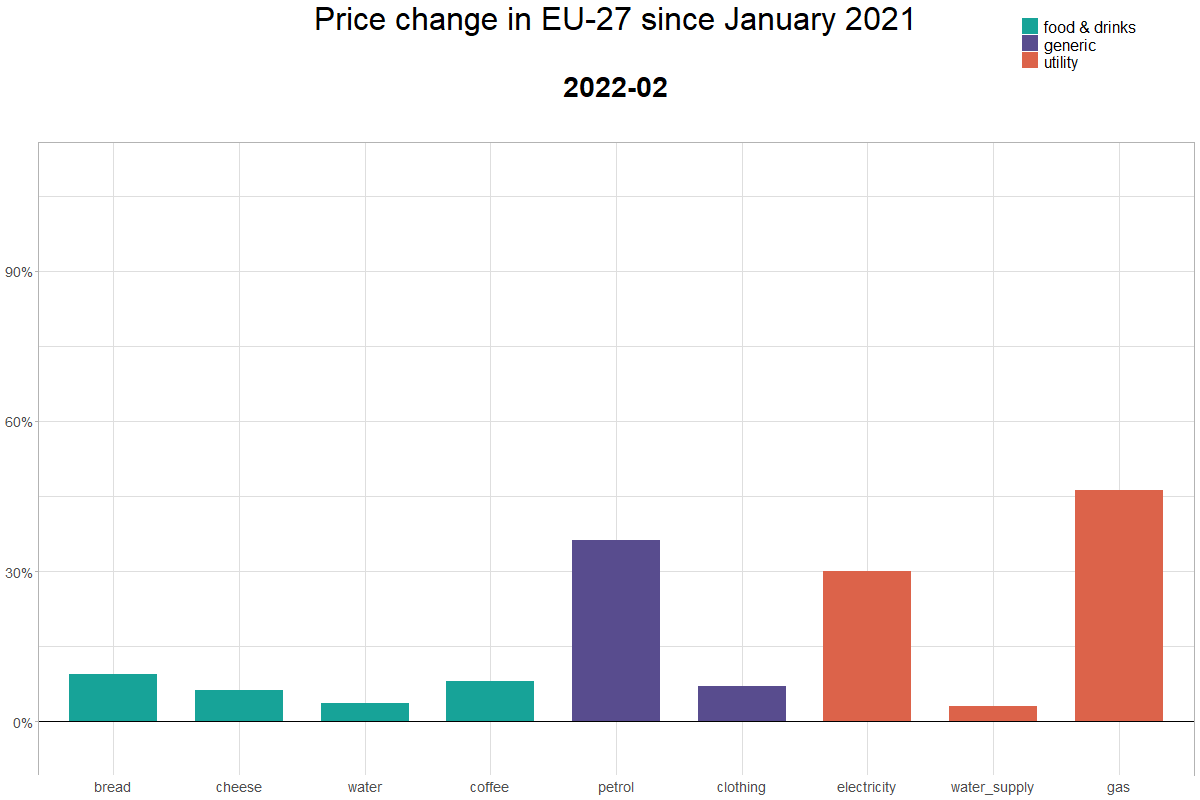 Price change in EU-27 since January 2021
2022-02
food & drinks
generic
utility
90%
60%
30%
0%
bread cheese water coffee petrol clothing electricity water_supply gas